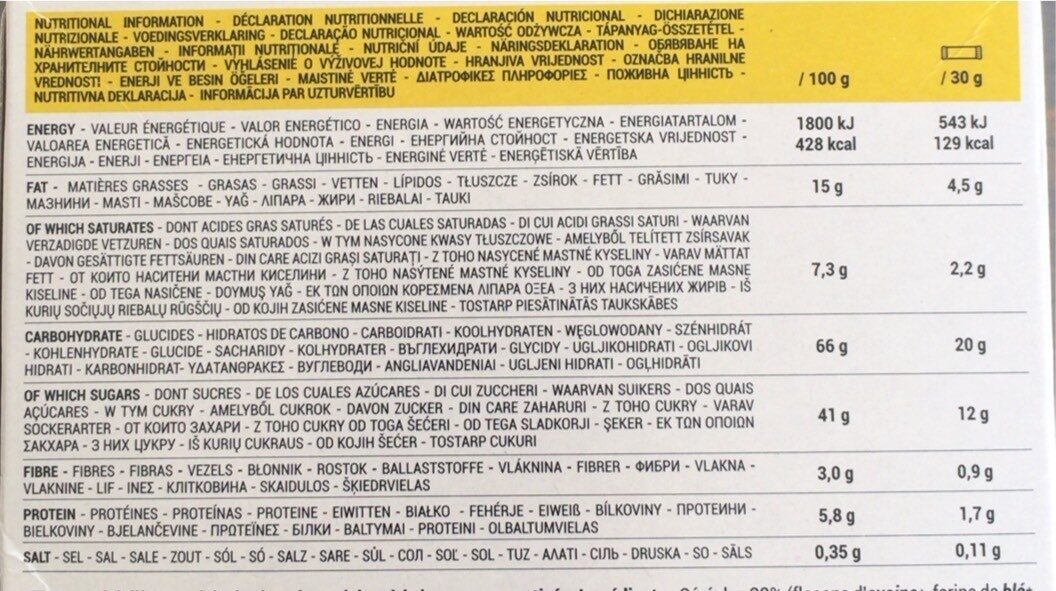 NUTRITIONAL INFORMATION - DÉCLARATION NUTRITIONNELLE - DECLARACIÓN NUTRICIONAL - DICHIARAZIONE
NUTRIZIONALE - VOEDINGSVERKLARING - DECLARAÇÃO NUTRICIONAL - WARTOŚĆ ODŻYWCZA - TÁPANYAG-ÖSSZETÉTEL -
NÄHRWERTANGABEN - INFORMAȚII NUTRIȚIONALE - NUTRIČNÍ ÚDAJE - NÄRINGSDEKLARATION - ОБЯВЯВАНЕ НА
ХРАНИТЕЛНИТЕ СТОЙНОСТИ - VYHLÁSENIE O VÝŽIVOVEJ HODNOTE - HRANJIVA VRIJEDNOST - OZNAČBA HRANILNE
VREDNOSTI - ENERJI VE BESIN ÖĞELERI - MAISTINĖ VERTĖ - ΔΙΑΤΡΟΦΙΚΕΣ ΠΛΗΡΟΦΟΡΙΕΣ - ПОЖИВНА ЦІННІСТЬ -
NUTRITIVNA DEKLARACIJA - INFORMĀCIJA PAR UZTURVĒRTĪBU
/ 100 g / 30 g
ENERGY - VALEUR ÉNERGÉTIQUE - VALOR ENERGÉTICO - ENERGIA - WARTOŚĆ ENERGETYCZNA - ENERGIATARTALOM - 1800 kJ 543 kJ
VALOAREA ENERGETICĂ - ENERGETICKÁ HODNOTA - ENERGI - ЕНЕРГИЙНА СТОЙНОСТ - ENERGETSKA VRIJEDNOST - 428 kcal 129 kcal
ENERGIJA - ENERJI - ΕΝΕΡΓΕΙΑ - ЕНЕРГЕТИЧНА ЦІННІСТЬ - ENERGINĖ VERTĖ - ENERĢĒTISKĀ VĒRTĪBA
FAT - MATIÈRES GRASSES - GRASAS - GRASSI - VETTEN - LÍPIDOS - TŁUSZCZE - ZSÍROK - FETT - GRĂSIMI - TUKY - 15 g 4,5 g
МАЗНИНИ - MASTI - MAŠCOBE - YAĞ - ΛΙΠΑΡΑ - ЖИРИ - RIEBALAI - TAUKI
OF WHICH SATURATES - DONT ACIDES GRAS SATURÉS - DE LAS CUALES SATURADAS - DI CUI ACIDI GRASSI SATURI - WAARVAN
VERZADIGDE VETZUREN - DOS QUAIS SATURADOS - W TYM NASYCONE KWASY TŁUSZCZOWE - AMELYBŐL TELÍTETT ZSÍRSAVAK
- DAVON GESÄTTIGTE FETTSÄUREN - DIN CARE ACIZI GRAȘI SATURAȚI - Z TOHO NASYCENÉ MASTNÉ KYSELINY - VARAV MÄTTAT
FETT - ОТ КОИТО НАСИТЕНИ МАСТНИ КИСЕЛИНИ - Z TOHO NASÝTENÉ MASTNÉ KYSELINY - OD TOGA ZASIĆENE MASNE 7,3 g 2,2 g
KISELINE - OD TEGA NASIČENE - DOYMUŞ YAĞ - ΕΚ ΤΩΝ ΟΠΟΙΩΝ ΚΟΡΕΣΜΕΝΑ ΛΙΠΑΡΑ ΟΞΕΑ - З НИХ НАСИЧЕНИХ ЖИРІВ - IŠ
KURIŲ SOČIŲJŲ RIEBALŲ RŪGŠČIŲ - OD KOJIH ZASIĆENE MASNE KISELINE - TOSTARP PIESĀTINĀTĀS TAUKSKĀBES
CARBOHYDRATE - GLUCIDES - HIDRATOS DE CARBONO - CARBOIDRATI - KOOLHYDRATEN - WĘGLOWODANY - SZÉNHIDRÁT
- KOHLENHYDRATE - GLUCIDE - SACHARIDY - KOLHYDRATER - ВЪГЛЕХИДРАТИ - GLYCIDY - UGLJIKOHIDRATI - OGLJIKOVI 66 g 20 g
HIDRATI - KARBONHIDRAT- ΥΔΑΤΑΝΘΡΑΚΕΣ - ВУГЛЕВОДИ - ANGLIAVANDENIAI - UGLJENI HIDRATI - OGĻHIDRĀTI
OF WHICH SUGARS - DONT SUCRES - DE LOS CUALES AZÚCARES - DI CUI ZUCCHERI - WAARVAN SUIKERS - DOS QUAIS
AÇÚCARES - W TYM CUKRY - AMELYBŐL CUKROK - DAVON ZUCKER - DIN CARE ZAHARURI - Z TOHO CUKRY - VARAV 41 g 12 g
SOCKERARTER - ОТ КОИТО ЗАХАРИ - Z TOHO CUKRY OD TOGA ŠEĆERI - OD TEGA SLADKORJI - ŞEKER - ΕΚ ΤΩΝ ΟΠΟΙΩΝ
ΣΑΚΧΑΡΑ - З НИХ ЦУКРУ - IŠ KURIŲ CUKRAUS - OD KOJIH ŠEĆER - TOSTARP CUKURI
FIBRE - FIBRES - FIBRAS - VEZELS - BŁONNIK - ROSTOK - BALLASTSTOFFE - VLÁKNINA - FIBRER - ФИБРИ - VLAKNA - 3,0 g 0,9 g
VLAKNINE - LIF - ΙΝΕΣ - КЛІТКОВИНА - SKAIDULOS - ŠĶIEDRVIELAS
PROTEIN - PROTÉINES - PROTEÍNAS - PROTEINE - EIWITTEN - BIAŁKO - FEHÉRJE - EIWEIß - BÍLKOVINY - ПРОТЕИНИ - 5,8 g 1,7 g
BIELKOVINY - BJELANČEVINE - ΠΡΩΤΕΪΝΕΣ - БІЛКИ - BALTYMAI - PROTEINI - OLBALTUMVIELAS
SALT - SEL - SAL - SALE - ZOUT - SÓL - SÓ - SALZ - SARE - SŮL - СОЛ - SOĽ - SOL - TUZ - ΑΛΑΤΙ - СІЛЬ - DRUSKA - SO - SĀLS 0,35 g 0,11 g